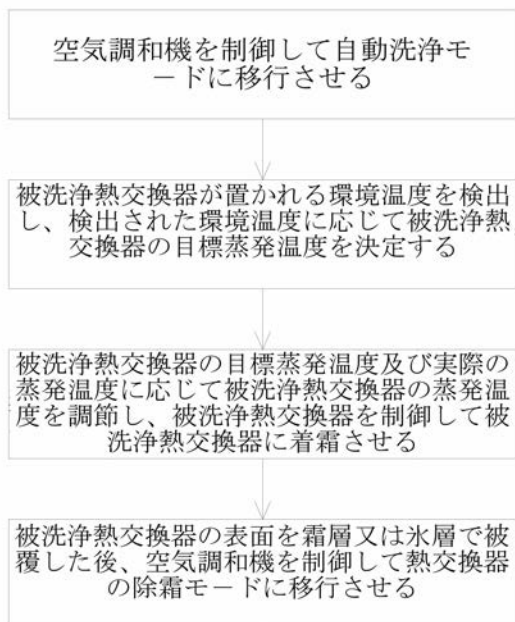 空気調和機を制御して自動洗浄モ
ードに移行させる
被洗浄熱交換器が置かれる環境温度を検出
し、検出された環境温度に応じて被洗浄熱
交換器の目標蒸発温度を決定する
被洗浄熱交換器の目標蒸発温度及び実際の
蒸発温度に応じて被洗浄熱交換器の蒸発温
度を調節し、被洗浄熱交換器を制御して被
洗浄熱交換器に着霜させる
被洗浄熱交換器の表面を霜層又は氷層で被
覆した後、空気調和機を制御して熱交換器
の除霜モードに移行させる